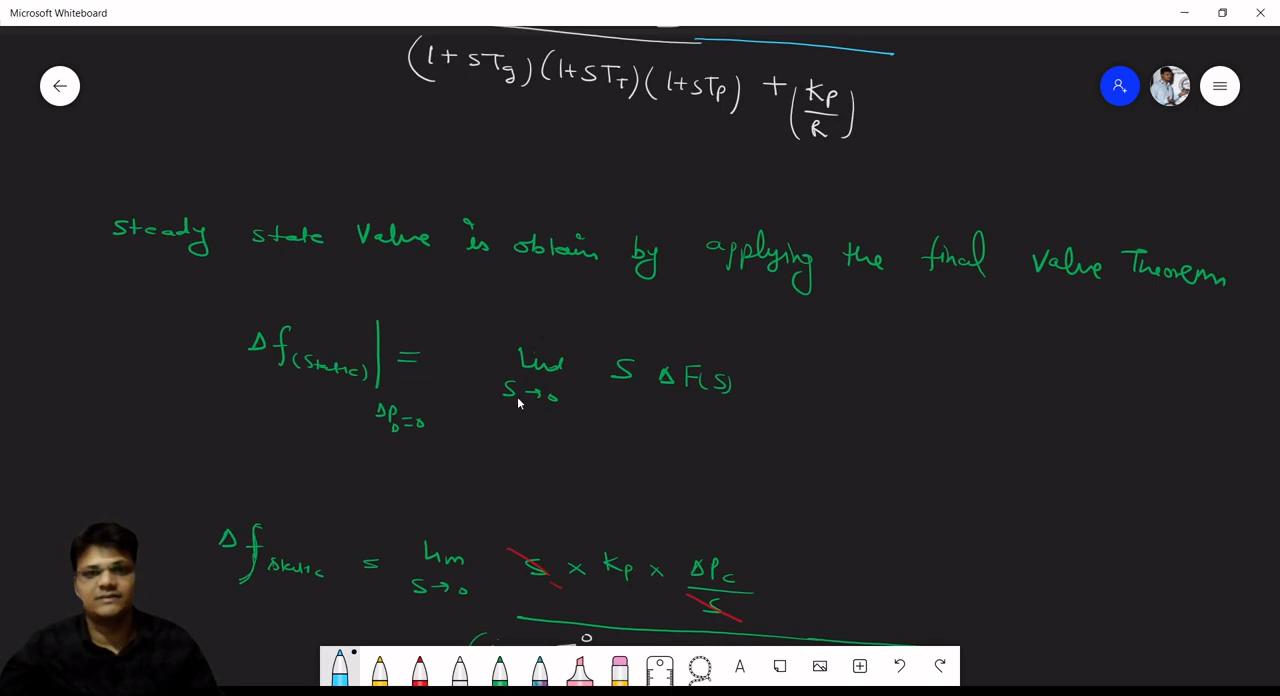 Microsoft Whiteboard
(1+sTg)(1+sTT)(1+sTp) + (Kp/R)
steady state value is obtain by applying the final value Theorem
Δf(static)|ΔPD=0 = S→0 S ΔF(S)
Δf static = Lim S→0 S × Kp × ΔPc/S
0
A